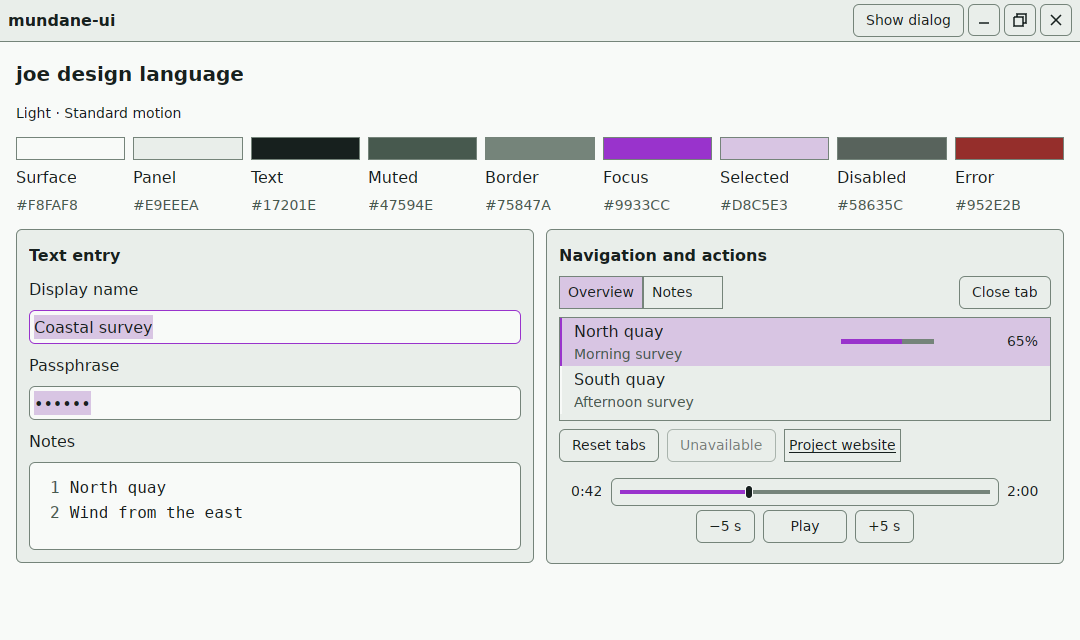 mundane-ui
Show dialog
joe design language
Light · Standard motion
Surface
Panel
Text
Muted
Border
Focus
Selected
Disabled
Error
#F8FAF8
#E9EEEA
#17201E
#47594E
#75847A
#9933CC
#D8C5E3
#58635C
#952E2B
Text entry
Display name
Coastal survey
Passphrase
••••••
Notes
1 North quay
2 Wind from the east
Navigation and actions
Overview
Notes
Close tab
North quay
Morning survey
65%
South quay
Afternoon survey
Reset tabs
Unavailable
Project website
0:42
2:00
−5 s
Play
+5 s